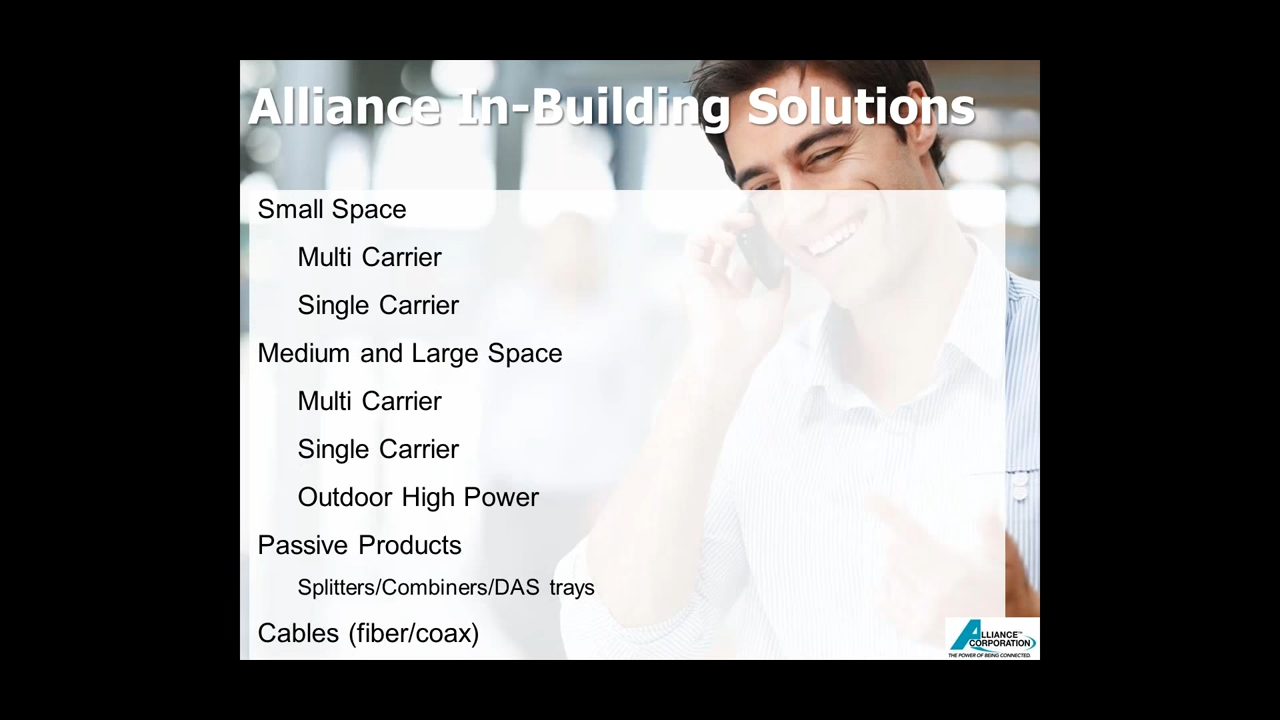 Alliance In-Building Solutions
Small Space
Multi Carrier
Single Carrier
Medium and Large Space
Multi Carrier
Single Carrier
Outdoor High Power
Passive Products
Splitters/Combiners/DAS trays
Cables (fiber/coax)
ALLIANCE™
CORPORATION
THE POWER OF BEING CONNECTED.